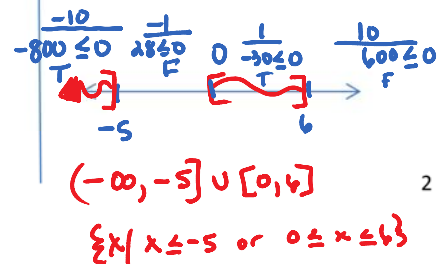 -10 -1 1 10
-800 ≤ 0 28 ≤ 0 0 -30 ≤ 0 600 ≤ 0
T F T F
-5 6
(-∞, -5] ∪ [0, 6]
2
{x | x ≤ -5 or 0 ≤ x ≤ 6}